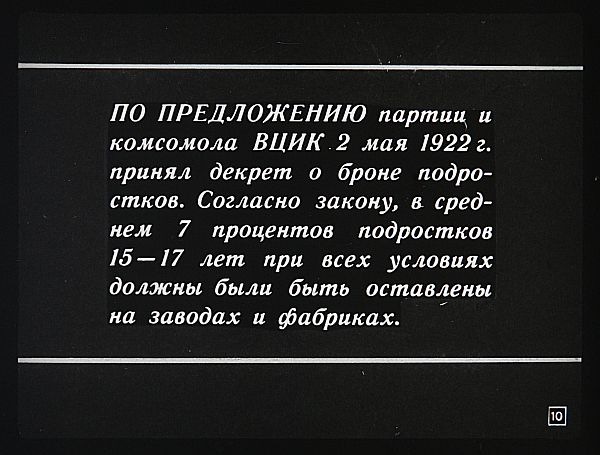 ПО ПРЕДЛОЖЕНИЮ партии и
комсомола ВЦИК 2 мая 1922 г.
принял декрет о броне подро-
стков. Согласно закону, в сред-
нем 7 процентов подростков
15—17 лет при всех условиях
должны были быть оставлены
на заводах и фабриках.
10